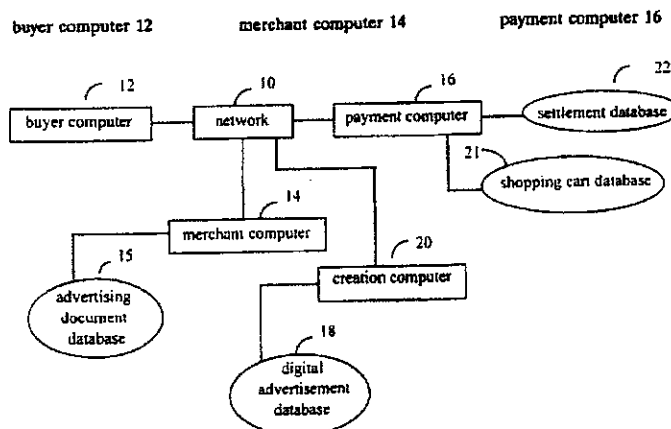 buyer computer 12 merchant computer 14 payment computer 16
22
12 10 16
buyer computer network payment computer settlement database
21
shopping cart database
14
merchant computer
15 20
creation computer
advertising
document
database
18
digital
advertisement
database